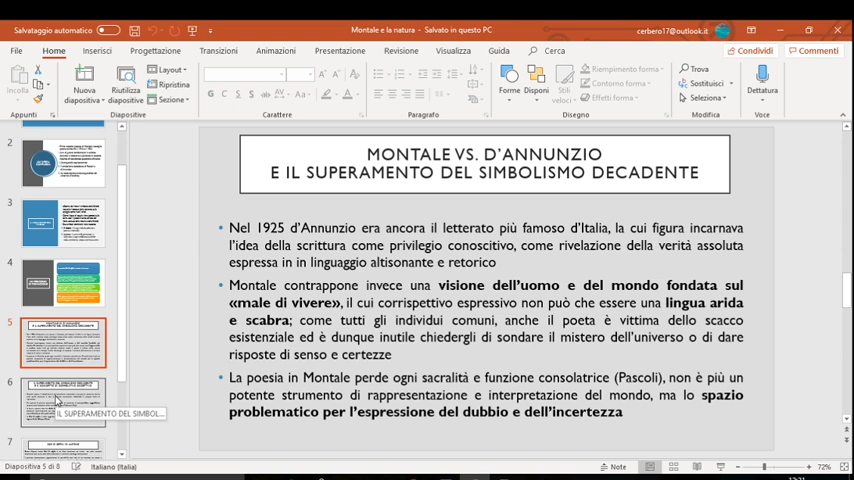 Salvataggio automatico
Montale e la natura - Salvato in questo PC
cerbero17@outlook.it
File Home Inserisci Progettazione Transizioni Animazioni Presentazione Revisione Visualizza Guida Cerca Condividi Commenti
Incolla
Nuova diapositiva
Riutilizza diapositive
Layout
Ripristina
Sezione
G C S
Forme
Disponi
Stili veloci
Riempimento forma
Contorno forma
Effetti forma
Trova
Sostituisci
Seleziona
Dettatura
Appunti Diapositive Carattere Paragrafo Disegno Modifica Voce
2
3
4
5
6
7
IL SUPERAMENTO DEL SIMBOL...
MONTALE VS. D’ANNUNZIO
E IL SUPERAMENTO DEL SIMBOLISMO DECADENTE
• Nel 1925 d’Annunzio era ancora il letterato più famoso d’Italia, la cui figura incarnava
l’idea della scrittura come privilegio conoscitivo, come rivelazione della verità assoluta
espressa in in linguaggio altisonante e retorico
• Montale contrappone invece una visione dell’uomo e del mondo fondata sul
«male di vivere», il cui corrispettivo espressivo non può che essere una lingua arida
e scabra; come tutti gli individui comuni, anche il poeta è vittima dello scacco
esistenziale ed è dunque inutile chiedergli di sondare il mistero dell’universo o di dare
risposte di senso e certezze
• La poesia in Montale perde ogni sacralità e funzione consolatrice (Pascoli), non è più un
potente strumento di rappresentazione e interpretazione del mondo, ma lo spazio
problematico per l’espressione del dubbio e dell’incertezza
Diapositiva 5 di 8 Italiano (Italia) Note 72%